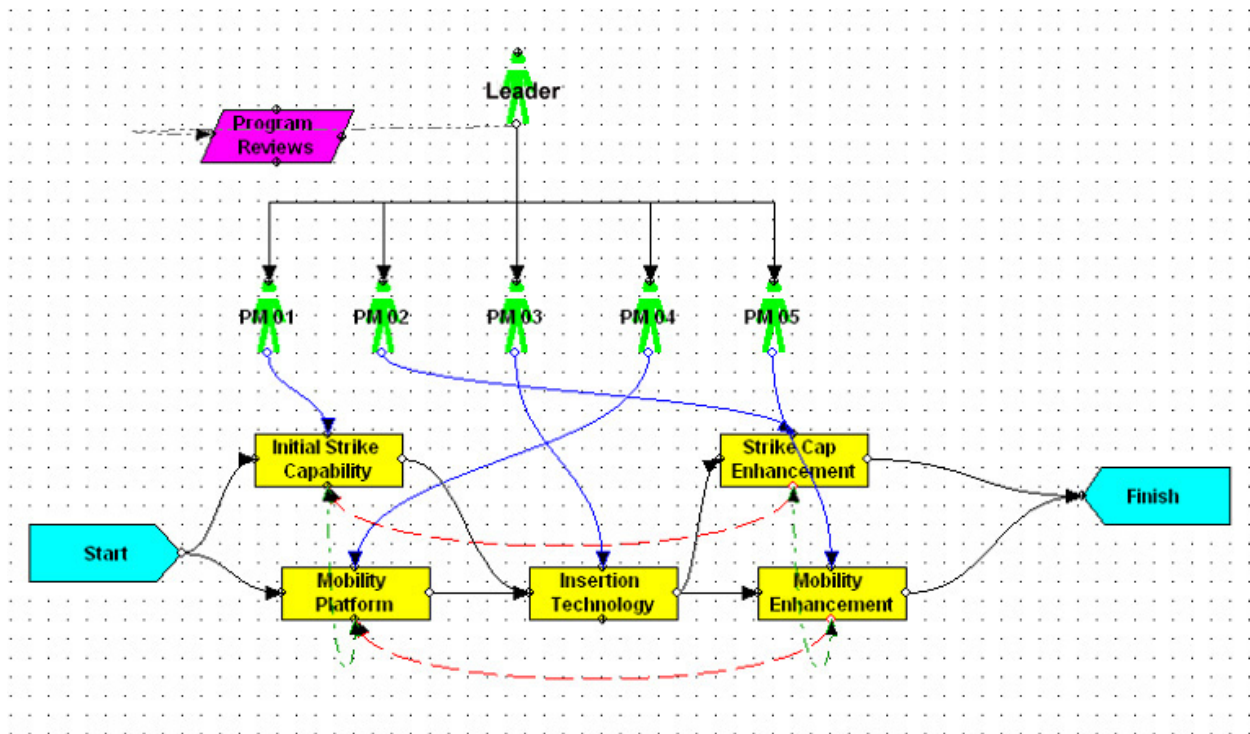 Leader
Program
Reviews
PM 01
PM 02
PM 03
PM 04
PM 05
Initial Strike
Capability
Strike Cap
Enhancement
Finish
Start
Mobility
Platform
Insertion
Technology
Mobility
Enhancement